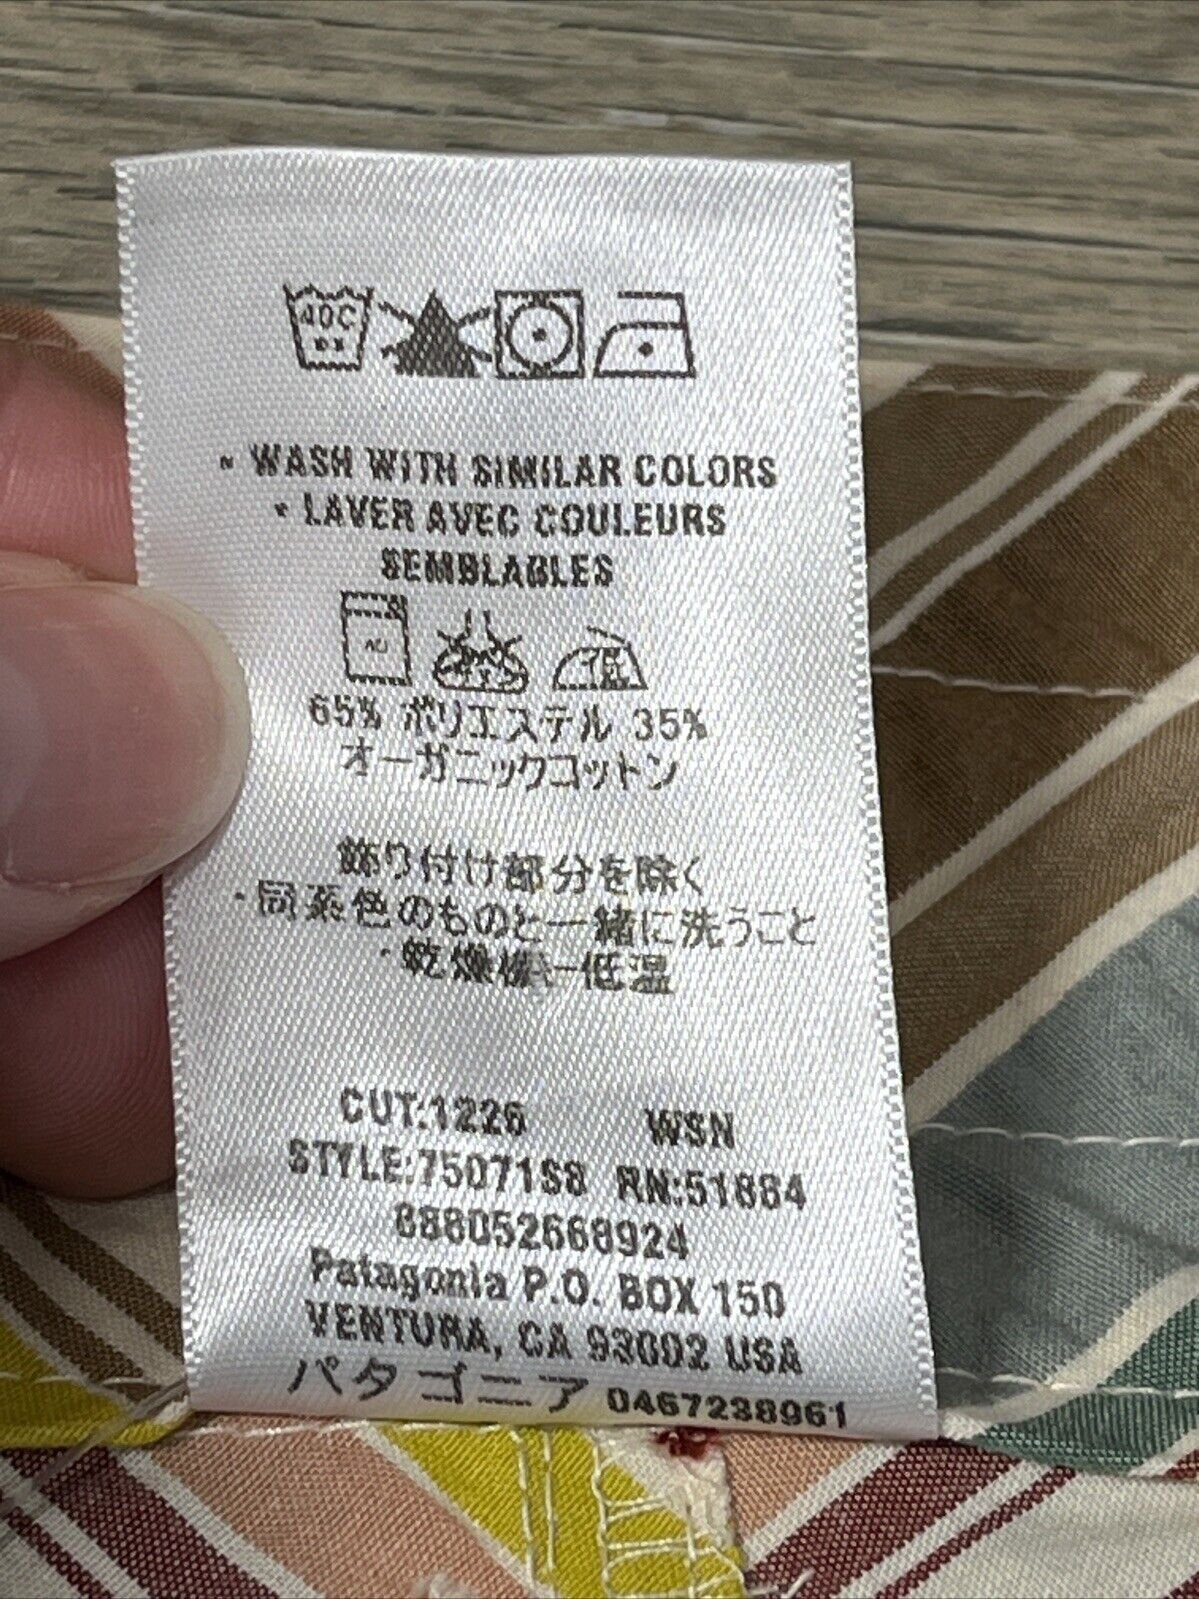 40C
• WASH WITH SIMILAR COLORS
• LAVER AVEC COULEURS
SEMBLABLES
低
65% ポリエステル 35%
オーガニックコットン
飾り付け部分を除く
・同系色のものと一緒に洗うこと
・乾燥機ー低温
CUT:1226 WSN
STYLE:75071S8 RN:51884
888052668924
Patagonia P.O. BOX 150
VENTURA, CA 93002 USA
パタゴニア 0467238961